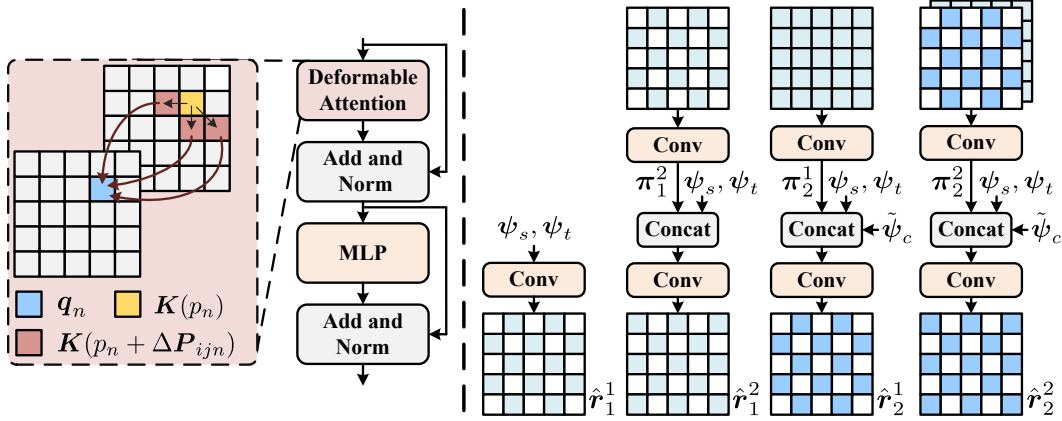 Deformable
Attention
Add and
Norm
MLP
Add and
Norm
q_n
K(p_n)
K(p_n + ΔP_{ijn})
ψ_s, ψ_t
Conv
r̂_1^1
Conv
π_1^2 ψ_s, ψ_t
Concat
Conv
r̂_1^2
Conv
π_2^1 ψ_s, ψ_t
Concat ψ̃_c
Conv
r̂_2^1
Conv
π_2^2 ψ_s, ψ_t
Concat ψ̃_c
Conv
r̂_2^2